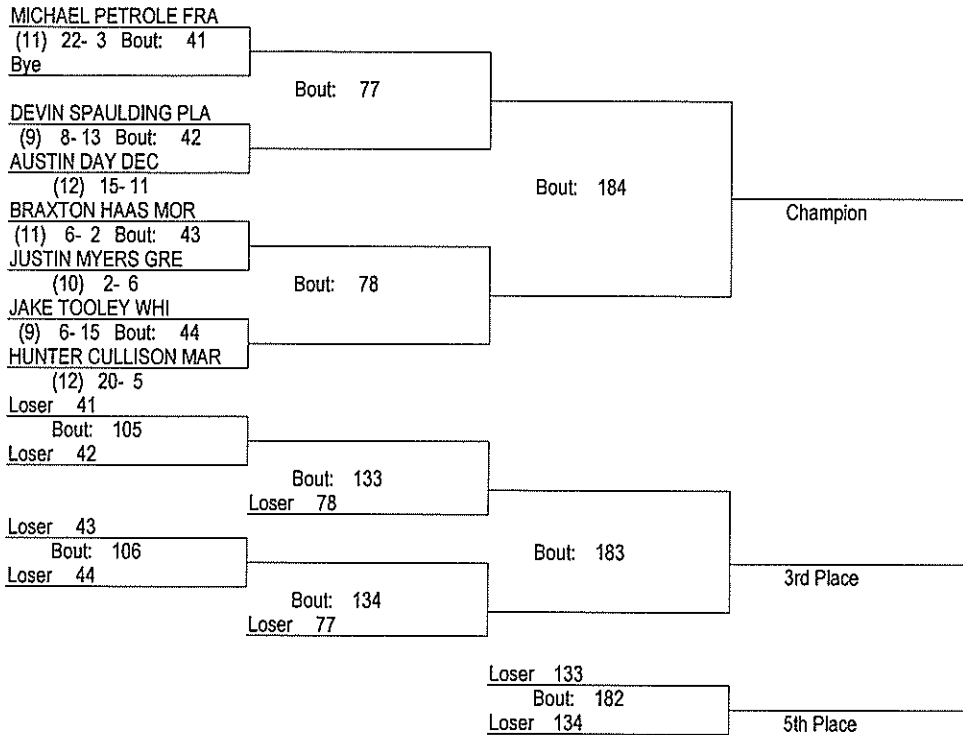 MICHAEL PETROLE FRA
(11) 22- 3 Bout: 41
Bye
Bout: 77
DEVIN SPAULDING PLA
(9) 8- 13 Bout: 42
AUSTIN DAY DEC
(12) 15- 11
Bout: 184
Champion
BRAXTON HAAS MOR
(11) 6- 2 Bout: 43
JUSTIN MYERS GRE
(10) 2- 6
Bout: 78
JAKE TOOLEY WHI
(9) 6- 15 Bout: 44
HUNTER CULLISON MAR
(12) 20- 5
Loser 41
Bout: 105
Loser 42
Bout: 133
Loser 78
Loser 43
Bout: 106
Loser 44
Bout: 183
3rd Place
Bout: 134
Loser 77
Loser 133
Bout: 182
Loser 134
5th Place